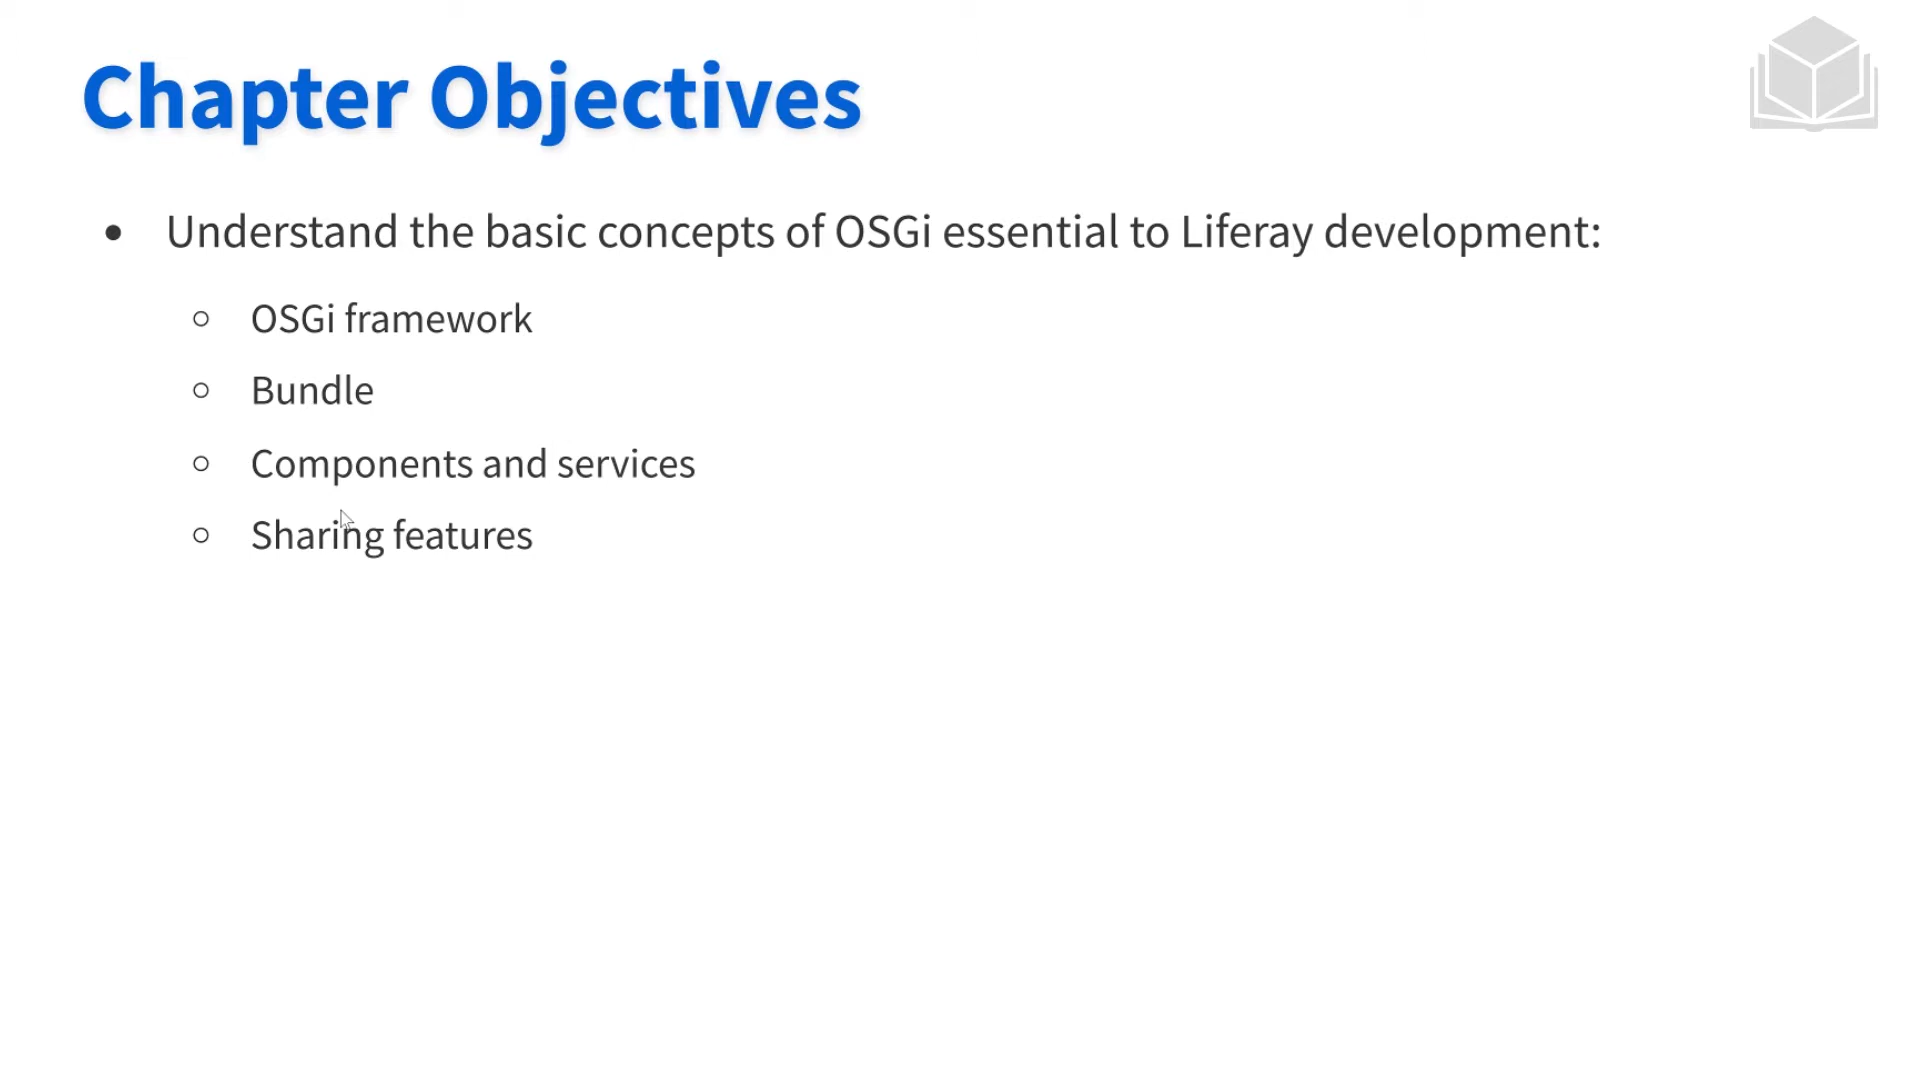 Chapter Objectives
• Understand the basic concepts of OSGi essential to Liferay development:
○ OSGi framework
○ Bundle
○ Components and services
○ Sharing features